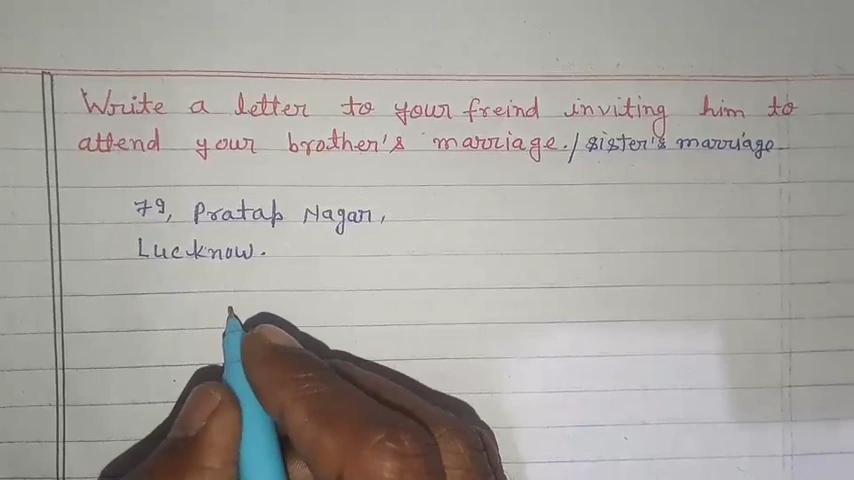 Write a letter to your freind inviting him to
attend your brother's marriage./sister's marriage
79, Pratap Nagar,
Lucknow.